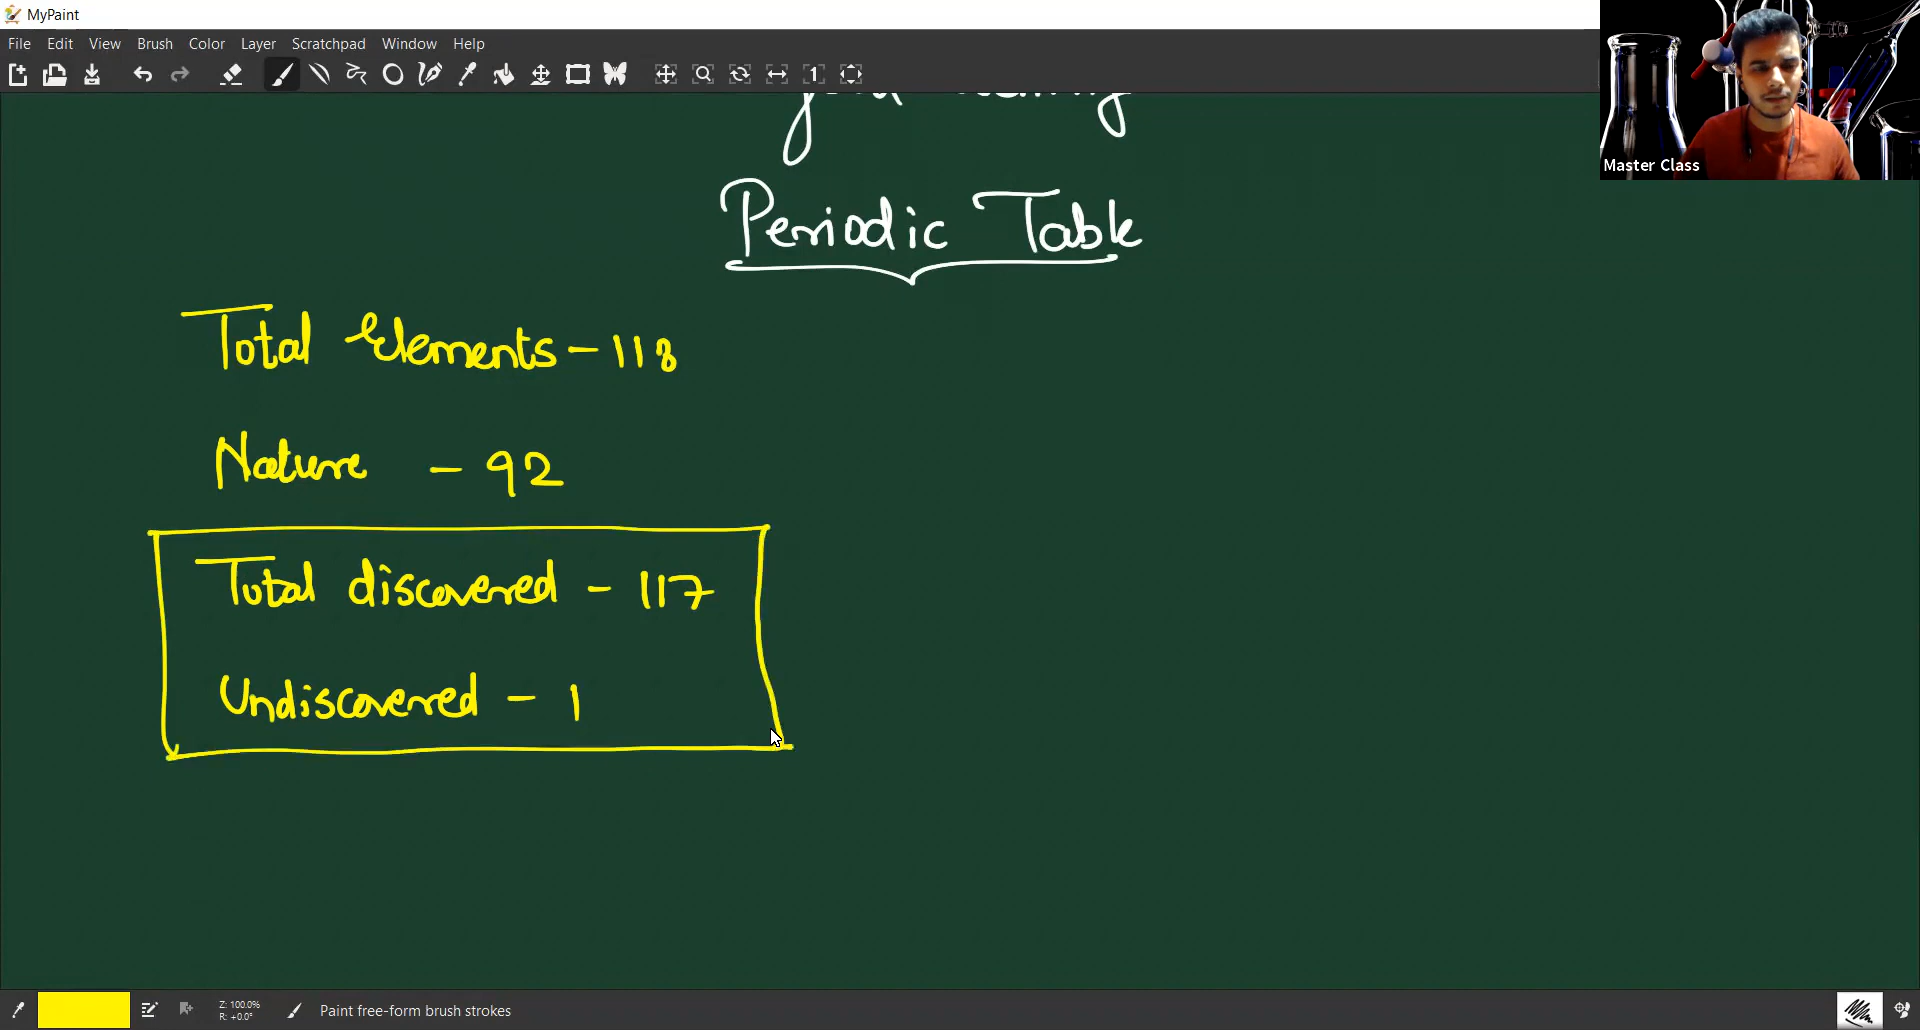 MyPaint
File Edit View Brush Color Layer Scratchpad Window Help
Master Class
Periodic Table
Total Elements - 118
Nature - 92
Total discovered - 117
Undiscovered - 1
Z: 100.0%
R: +0.0°
Paint free-form brush strokes